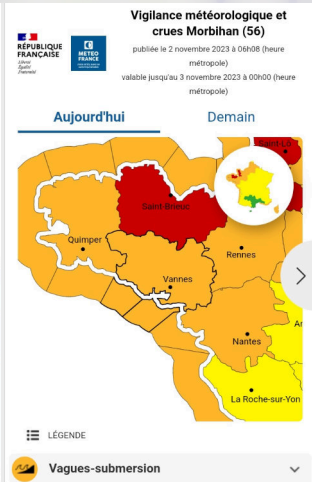 Vigilance météorologique et
crues Morbihan (56)
RÉPUBLIQUE
FRANÇAISE
Liberté
Égalité
Fraternité
METEO
FRANCE
publiée le 2 novembre 2023 à 06h08 (heure
métropole)
valable jusqu'au 3 novembre 2023 à 00h00 (heure
métropole)
Aujourd'hui
Demain
Saint-Lô
Saint-Brieuc
Quimper
Rennes
Vannes
Nantes
La Roche-sur-Yon
LÉGENDE
Vagues-submersion